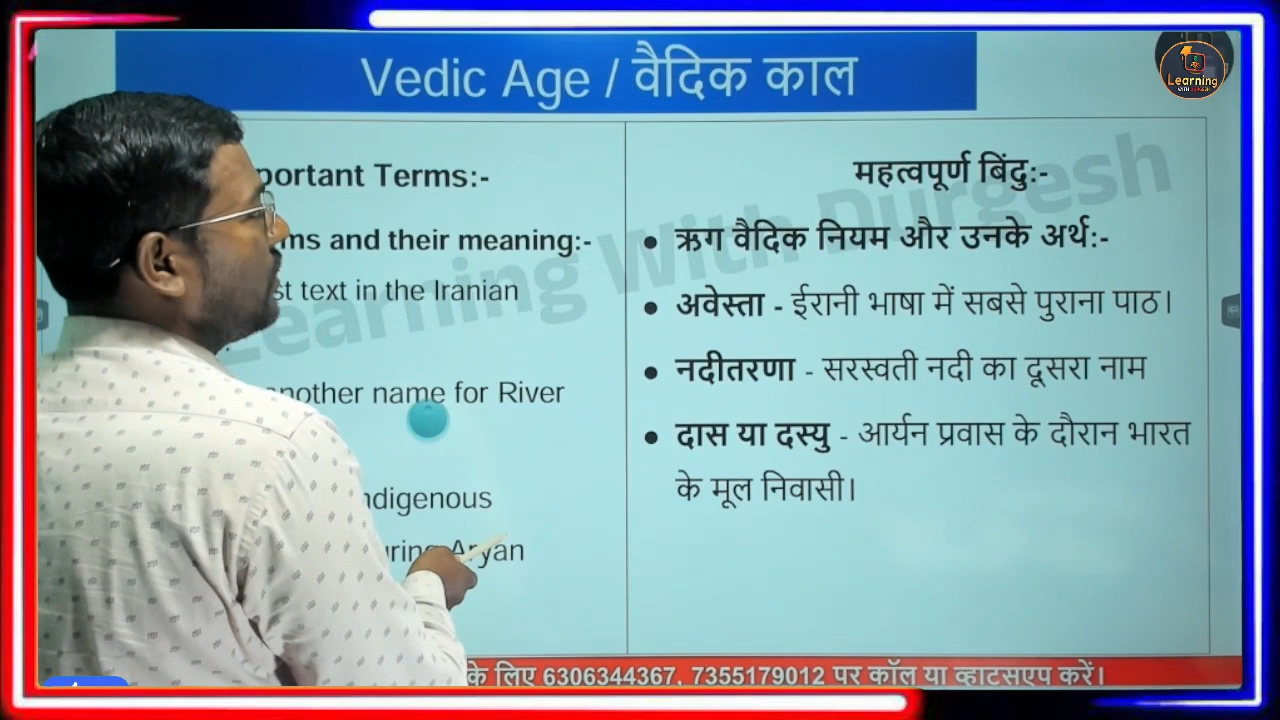 Vedic Age / वैदिक काल
Learning
portant Terms:-
ms and their meaning:-
st text in the Iranian
another name for River
ndigenous
uring Aryan
महत्वपूर्ण बिंदु:-
• ऋग वैदिक नियम और उनके अर्थ:-
• अवेस्ता - ईरानी भाषा में सबसे पुराना पाठ।
• नदीतरणा - सरस्वती नदी का दूसरा नाम
• दास या दस्यु - आर्यन प्रवास के दौरान भारत
के मूल निवासी।
Learning With Durgesh
के लिए 6306344367, 7355179012 पर कॉल या व्हाटसएप करें।